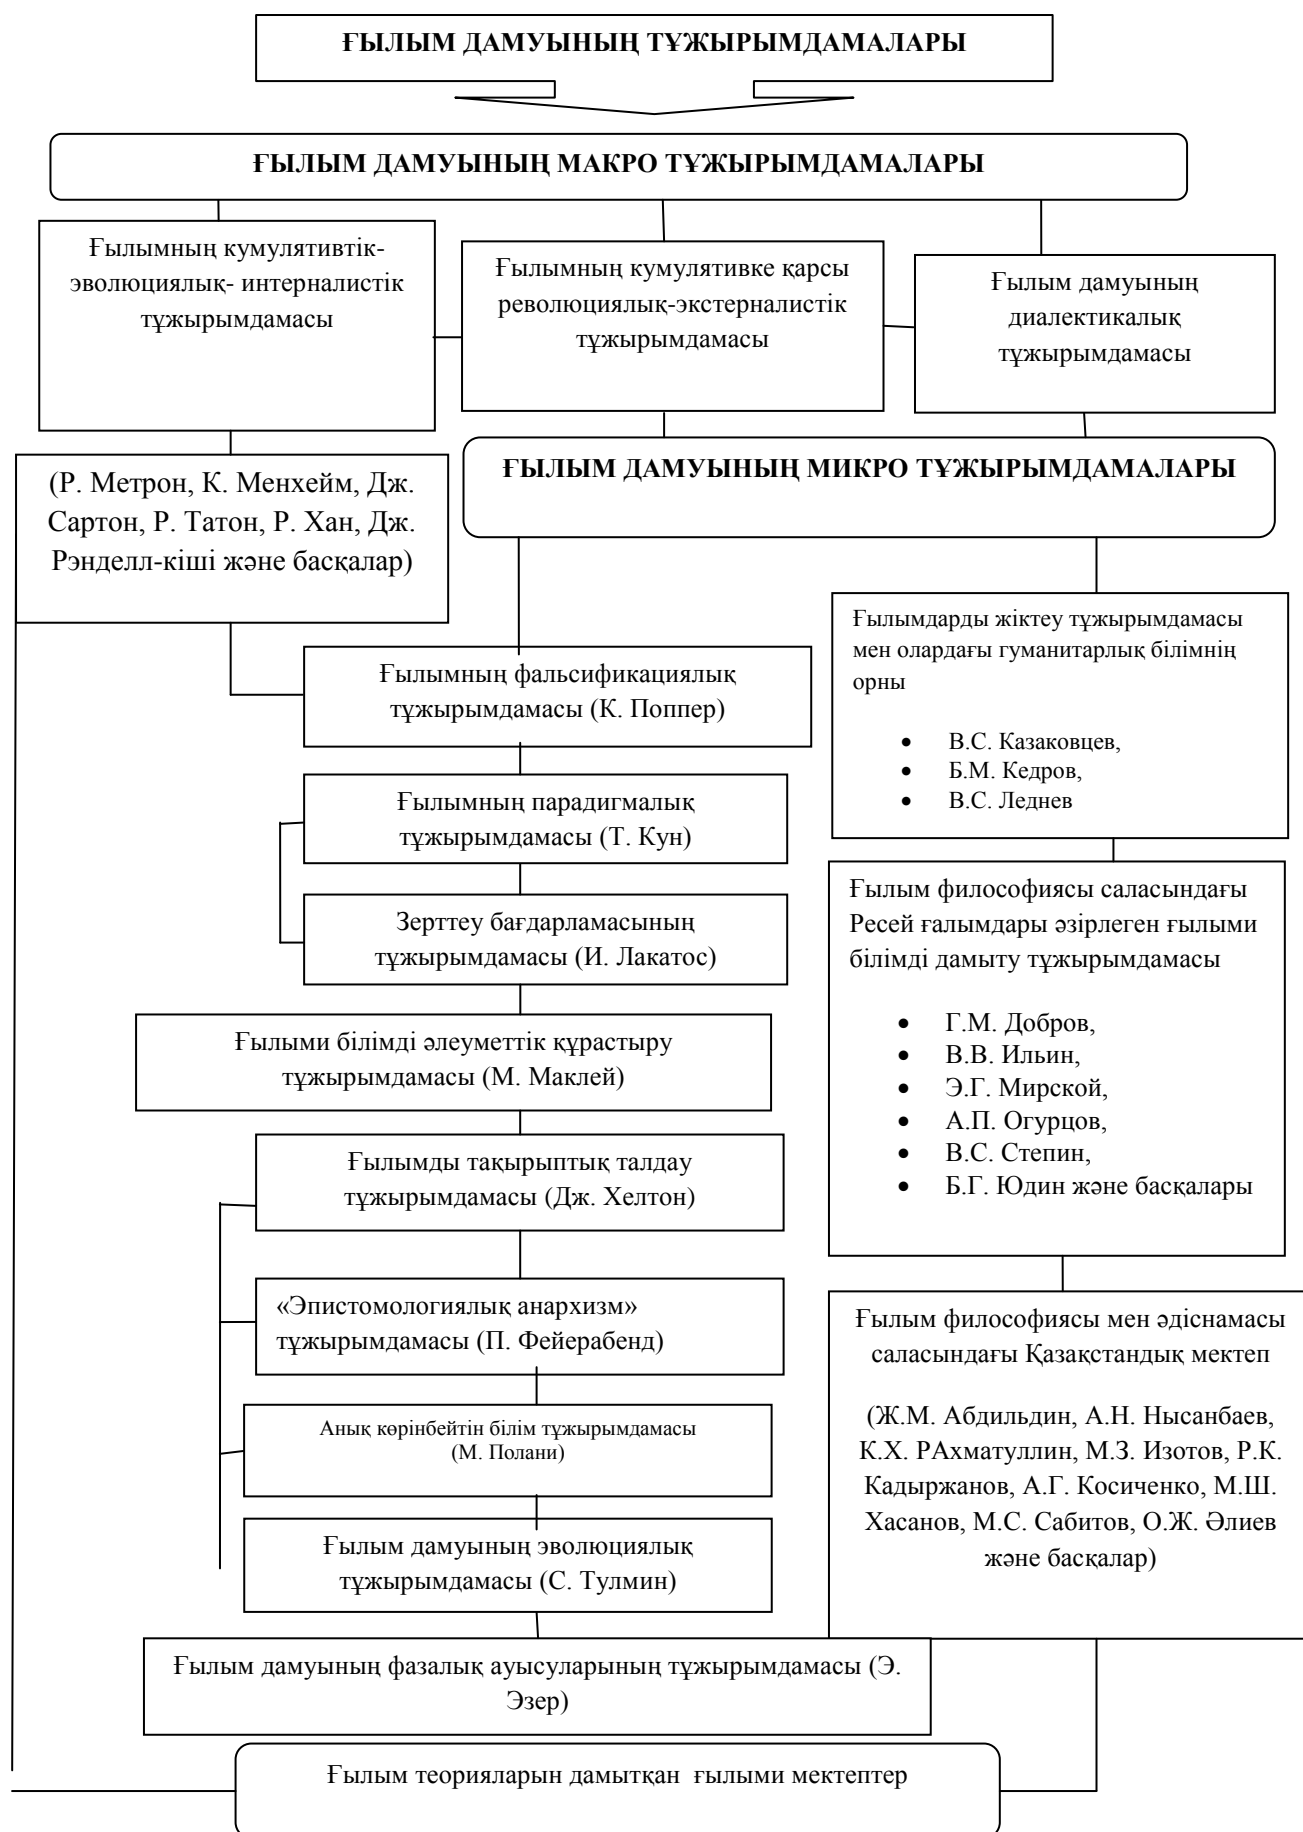 ҒЫЛЫМ ДАМУЫНЫҢ ТҰЖЫРЫМДАМАЛАРЫ
ҒЫЛЫМ ДАМУЫНЫҢ МАКРО ТҰЖЫРЫМДАМАЛАРЫ
Ғылымның кумулятивтік-
эволюциялық- интерналистік
тұжырымдамасы
Ғылымның кумулятивке қарсы
революциялық-экстерналистік
тұжырымдамасы
Ғылым дамуының
диалектикалық
тұжырымдамасы
(Р. Метрон, К. Менхейм, Дж.
Сартон, Р. Татон, Р. Хан, Дж.
Рэнделл-кіші және басқалар)
ҒЫЛЫМ ДАМУЫНЫҢ МИКРО ТҰЖЫРЫМДАМАЛАРЫ
Ғылымның фальсификациялық
тұжырымдамасы (К. Поппер)
Ғылымның парадигмалық
тұжырымдамасы (Т. Кун)
Зерттеу бағдарламасының
тұжырымдамасы (И. Лакатос)
Ғылыми білімді әлеуметтік құрастыру
тұжырымдамасы (М. Маклей)
Ғылымды тақырыптық талдау
тұжырымдамасы (Дж. Хелтон)
«Эпистомологиялық анархизм»
тұжырымдамасы (П. Фейерабенд)
Анық көрінбейтін білім тұжырымдамасы
(М. Полани)
Ғылым дамуының эволюциялық
тұжырымдамасы (С. Тулмин)
Ғылым дамуының фазалық ауысуларының тұжырымдамасы (Э.
Эзер)
Ғылымдарды жіктеу тұжырымдамасы
мен олардағы гуманитарлық білімнің
орны
• В.С. Казаковцев,
• Б.М. Кедров,
• В.С. Леднев
Ғылым философиясы саласындағы
Ресей ғалымдары әзірлеген ғылыми
білімді дамыту тұжырымдамасы
• Г.М. Добров,
• В.В. Ильин,
• Э.Г. Мирской,
• А.П. Огурцов,
• В.С. Степин,
• Б.Г. Юдин және басқалары
Ғылым философиясы мен әдіснамасы
саласындағы Қазақстандық мектеп
(Ж.М. Абдильдин, А.Н. Нысанбаев,
К.Х. РАхматуллин, М.З. Изотов, Р.К.
Кадыржанов, А.Г. Косиченко, М.Ш.
Хасанов, М.С. Сабитов, О.Ж. Әлиев
және басқалар)
Ғылым теорияларын дамытқан ғылыми мектептер